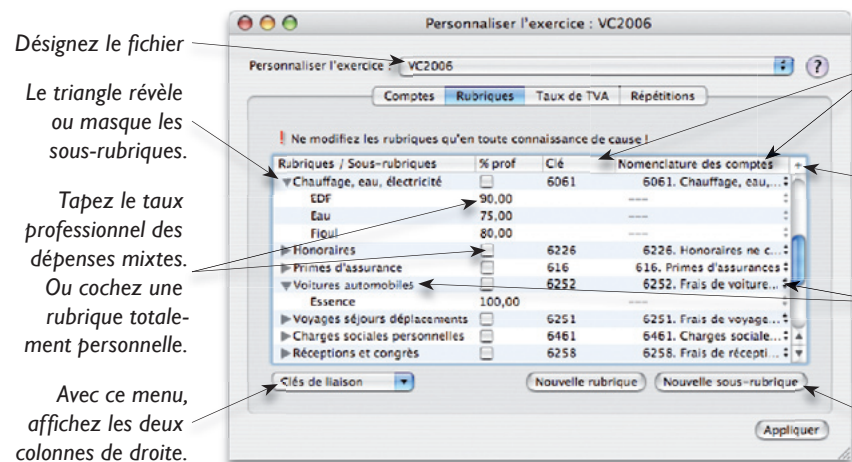 Personnaliser l'exercice : VC2006
Désignez le fichier
Personnaliser l'exercice : VC2006
?
Comptes Rubriques Taux de TVA Répétitions
Le triangle révèle
ou masque les
sous-rubriques.
! Ne modifiez les rubriques qu'en toute connaissance de cause !
Rubriques / Sous-rubriques % prof Clé Nomenclature des comptes +
Chauffage, eau, électricité 6061 6061. Chauffage, eau,...
EDF 90,00 ---
Eau 75,00 ---
Fioul 80,00 ---
Honoraires 6226 6226. Honoraires ne c...
Primes d'assurance 616 616. Primes d'assurances
Voitures automobiles 6252 6252. Frais de voiture...
Essence 100,00 ---
Voyages séjours déplacements 6251 6251. Frais de voyage...
Charges sociales personnelles 6461 6461. Charges sociale...
Réceptions et congrès 6258 6258. Frais de récepti...
Tapez le taux
professionnel des
dépenses mixtes.
Ou cochez une
rubrique totale-
ment personnelle.
Clés de liaison Nouvelle rubrique Nouvelle sous-rubrique
Appliquer
Avec ce menu,
affichez les deux
colonnes de droite.